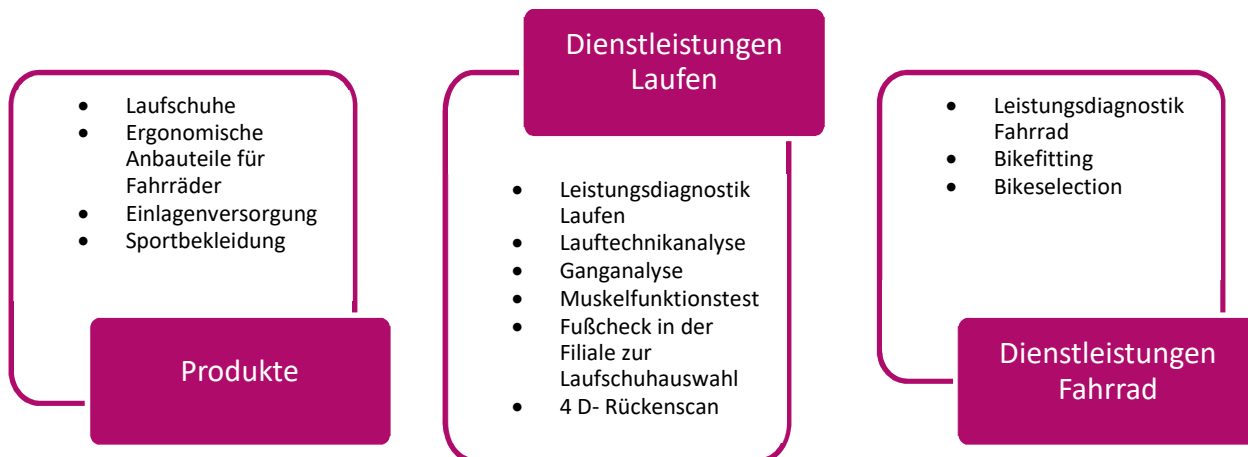 • Laufschuhe
• Ergonomische
Anbauteile für
Fahrräder
• Einlagenversorgung
• Sportbekleidung
Produkte
Dienstleistungen
Laufen
• Leistungsdiagnostik
Laufen
• Lauftechnikanalyse
• Ganganalyse
• Muskelfunktionstest
• Fußcheck in der
Filiale zur
Laufschuhauswahl
• 4 D- Rückenscan
• Leistungsdiagnostik
Fahrrad
• Bikefitting
• Bikeselection
Dienstleistungen
Fahrrad